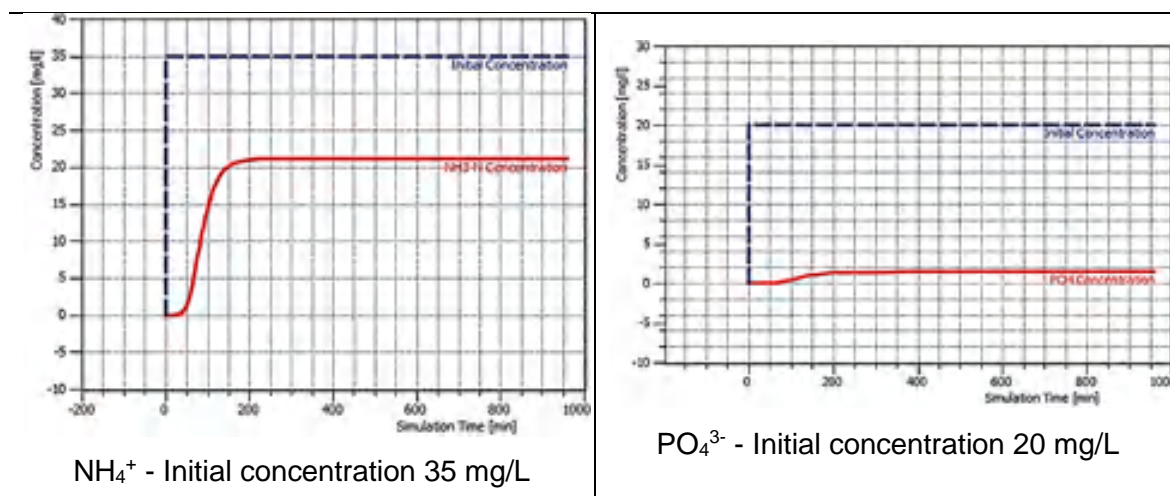 40
35
30
25
20
15
10
5
0
-5
-10
Concentration [mg/l]
Initial Concentration
NH3-N Concentration
-200 0 200 400 600 800 1000
Simulation Time [min]
NH₄⁺ - Initial concentration 35 mg/L
30
25
20
15
10
5
0
-5
-10
Concentration [mg/l]
Initial Concentration
PO4 Concentration
0 200 400 600 800 1000
Simulation Time [min]
PO₄³⁻ - Initial concentration 20 mg/L